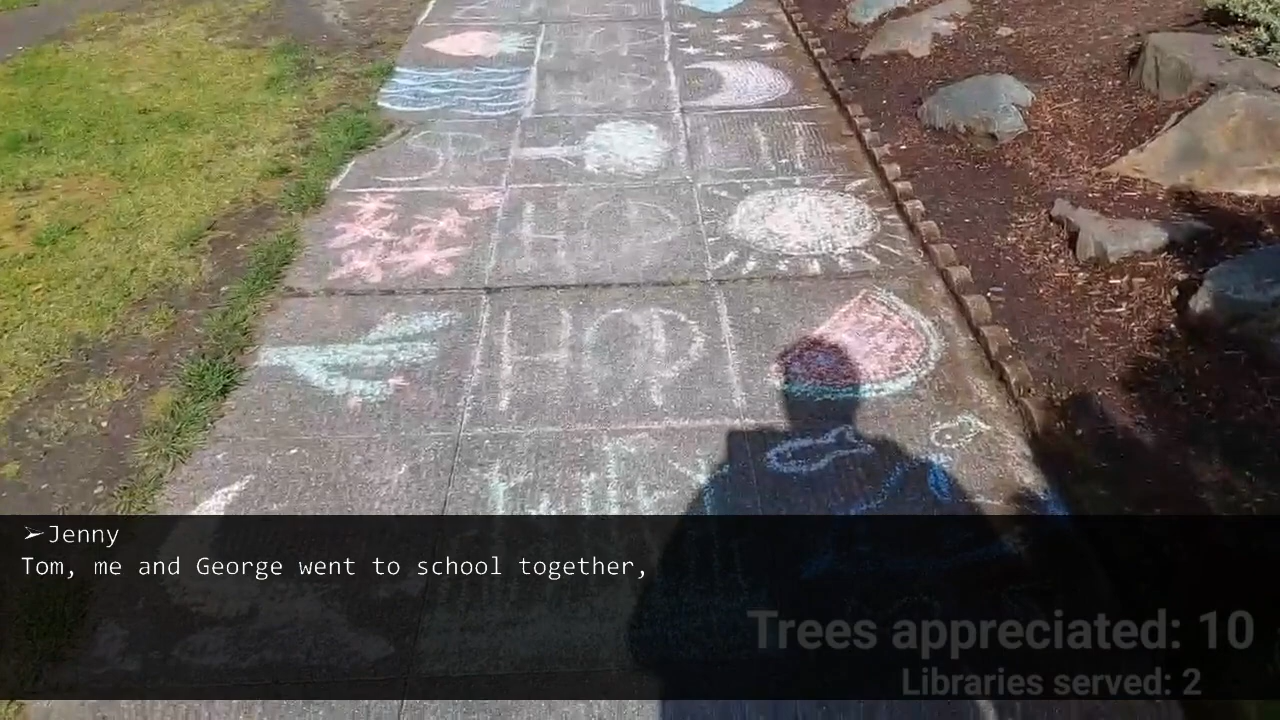 HOP
HOP
➢Jenny
Tom, me and George went to school together,
Trees appreciated: 10
Libraries served: 2